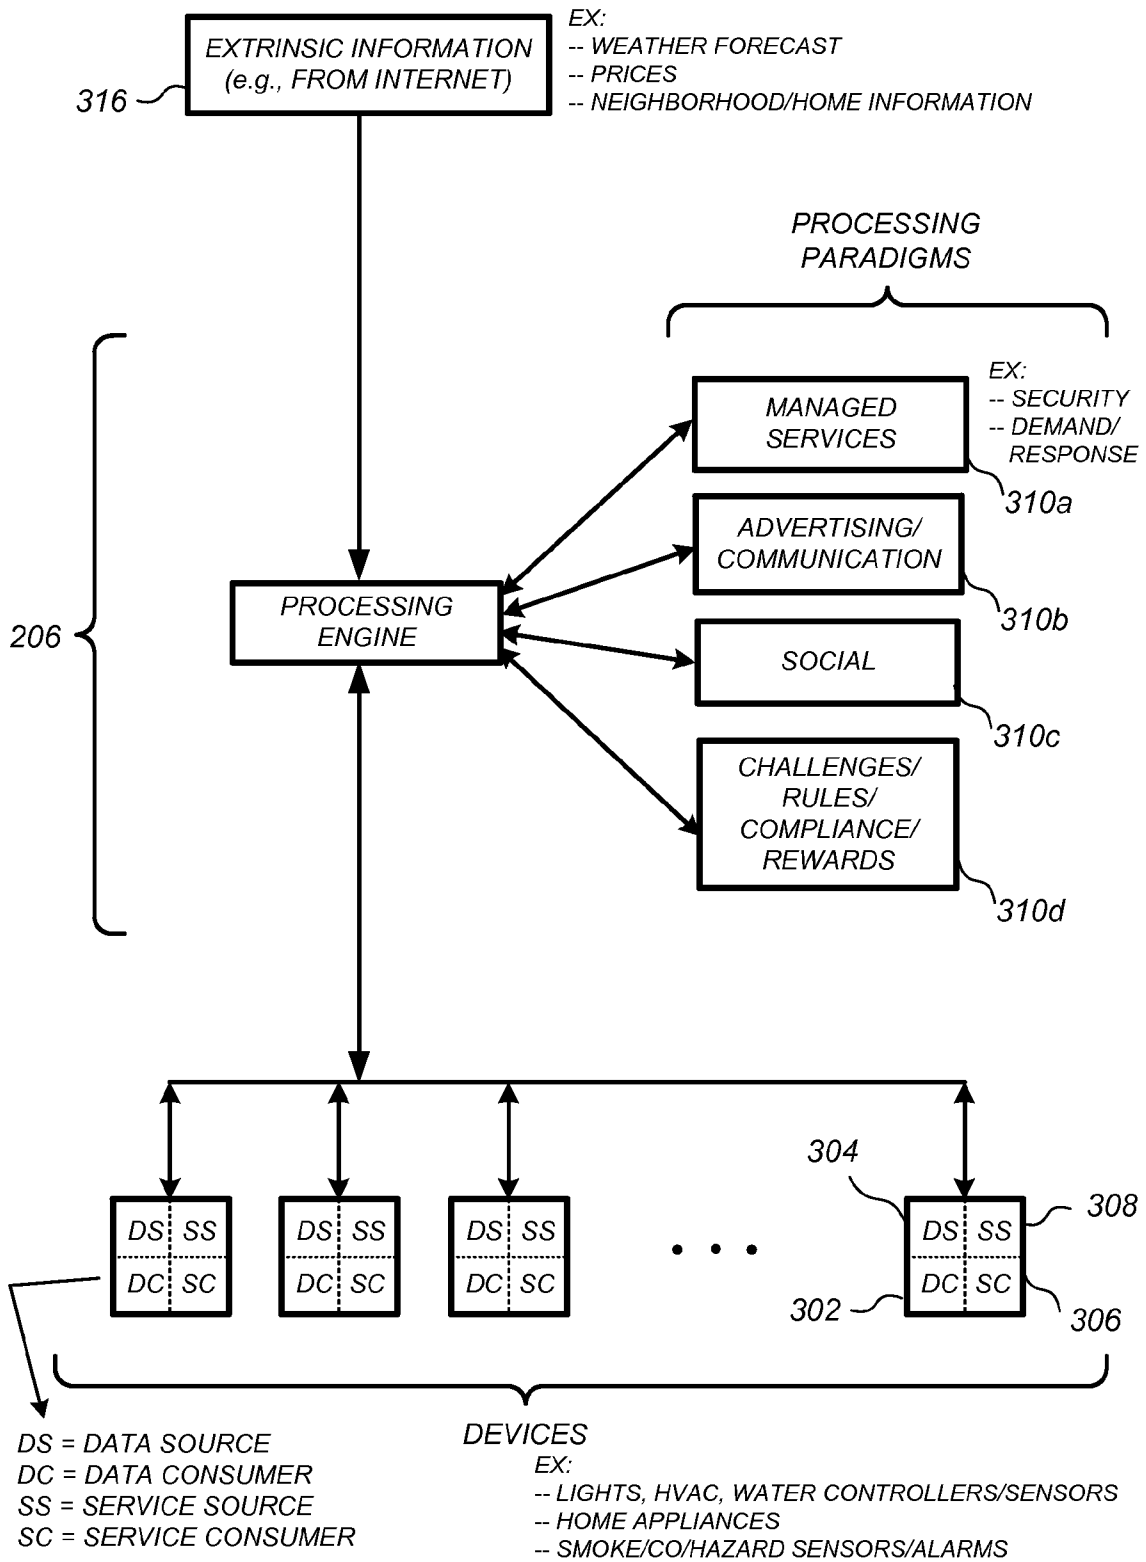 EXTRINSIC INFORMATION
(e.g., FROM INTERNET)
316
EX:
-- WEATHER FORECAST
-- PRICES
-- NEIGHBORHOOD/HOME INFORMATION
PROCESSING
PARADIGMS
MANAGED
SERVICES
EX:
-- SECURITY
-- DEMAND/
RESPONSE
310a
ADVERTISING/
COMMUNICATION
310b
PROCESSING
ENGINE
206
SOCIAL
310c
CHALLENGES/
RULES/
COMPLIANCE/
REWARDS
310d
304
308
DS SS
DC SC
DS SS
DC SC
DS SS
DC SC
DS SS
DC SC
302
306
DS = DATA SOURCE
DC = DATA CONSUMER
SS = SERVICE SOURCE
SC = SERVICE CONSUMER
DEVICES
EX:
-- LIGHTS, HVAC, WATER CONTROLLERS/SENSORS
-- HOME APPLIANCES
-- SMOKE/CO/HAZARD SENSORS/ALARMS